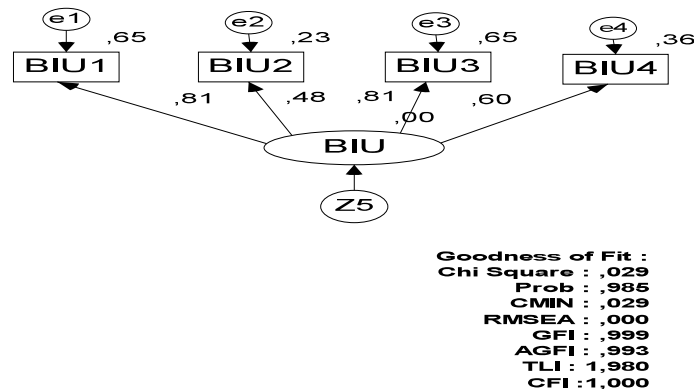 e1 e2 e3 e4
,65 ,23 ,65 ,36
BIU1 BIU2 BIU3 BIU4
,81 ,48 ,81 ,60
,00
BIU
Z5
Goodness of Fit :
Chi Square : ,029
Prob : ,985
CMIN : ,029
RMSEA : ,000
GFI : ,999
AGFI : ,993
TLI : 1,980
CFI :1,000